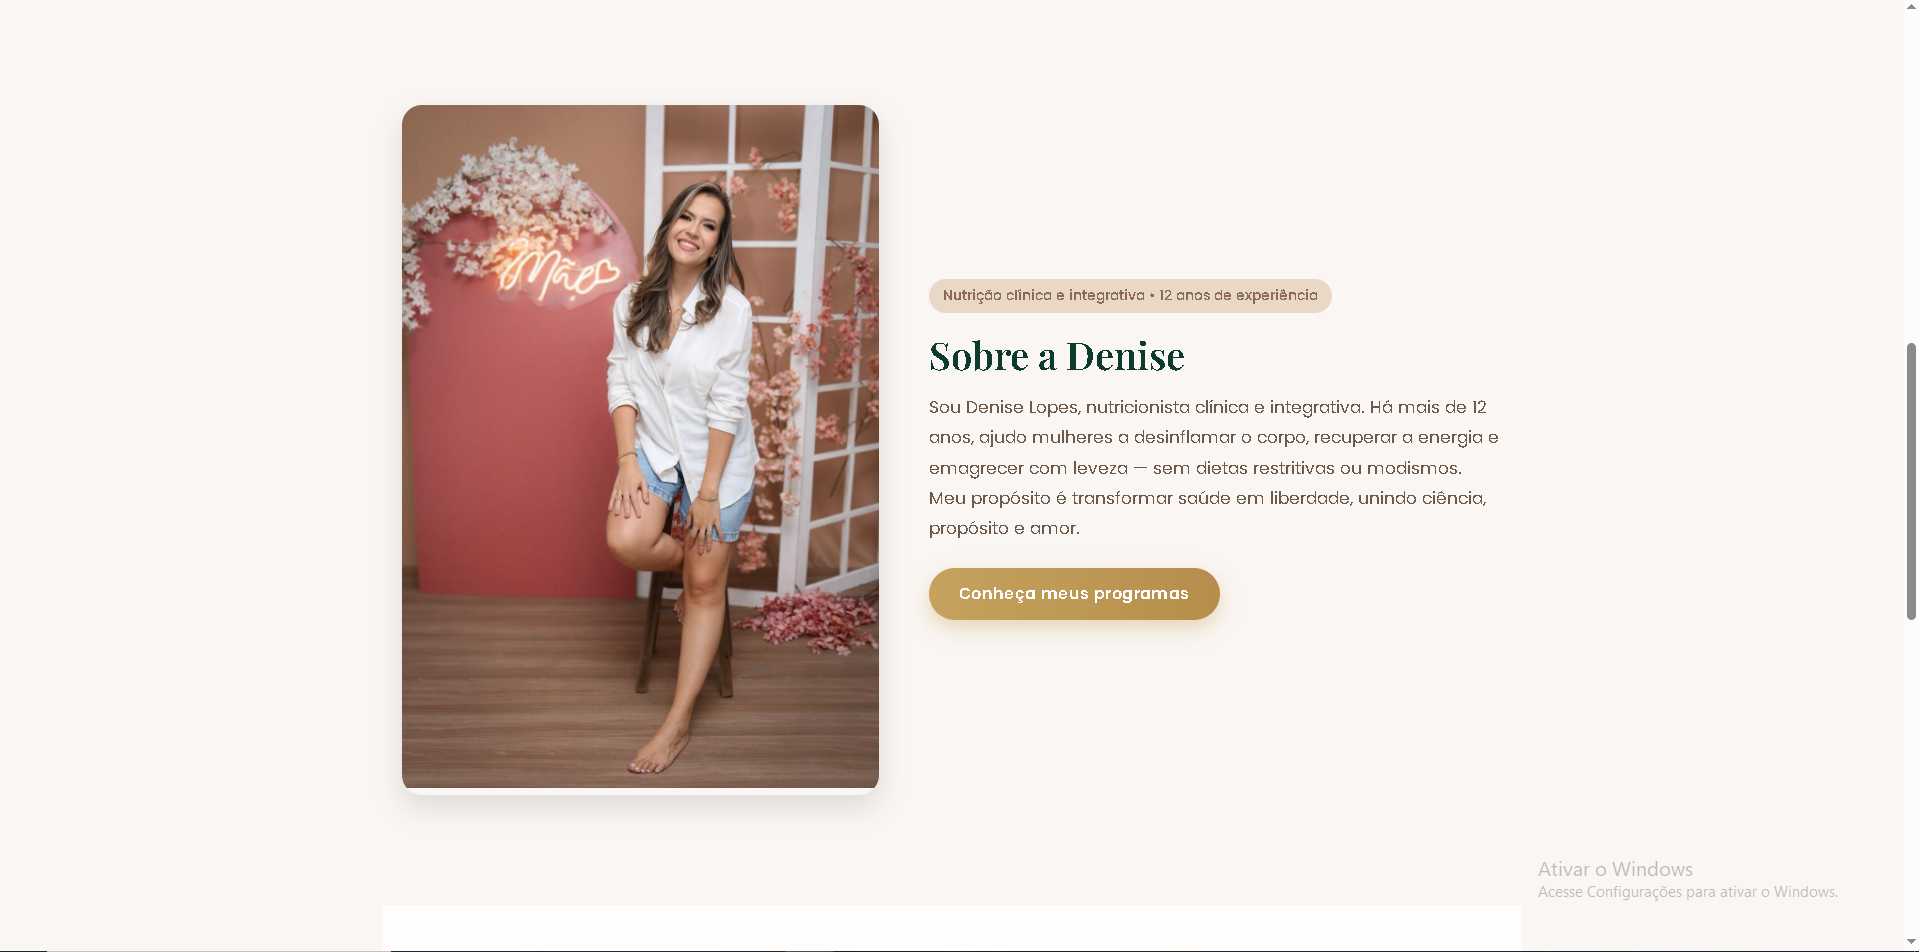 Mãe
Nutrição clínica e integrativa • 12 anos de experiência
Sobre a Denise
Sou Denise Lopes, nutricionista clínica e integrativa. Há mais de 12
anos, ajudo mulheres a desinflamar o corpo, recuperar a energia e
emagrecer com leveza — sem dietas restritivas ou modismos.
Meu propósito é transformar saúde em liberdade, unindo ciência,
propósito e amor.
Conheça meus programas
Ativar o Windows
Acesse Configurações para ativar o Windows.